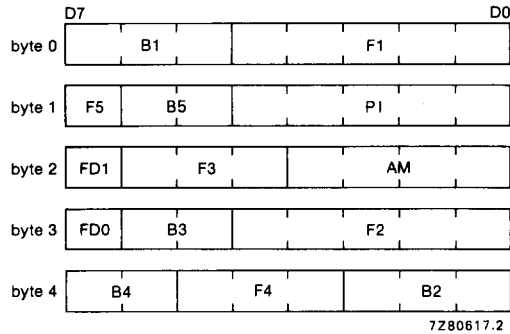 D7 D0
byte 0 B1 F1
byte 1 F5 B5 PI
byte 2 FD1 F3 AM
byte 3 FD0 B3 F2
byte 4 B4 F4 B2
7Z80617.2